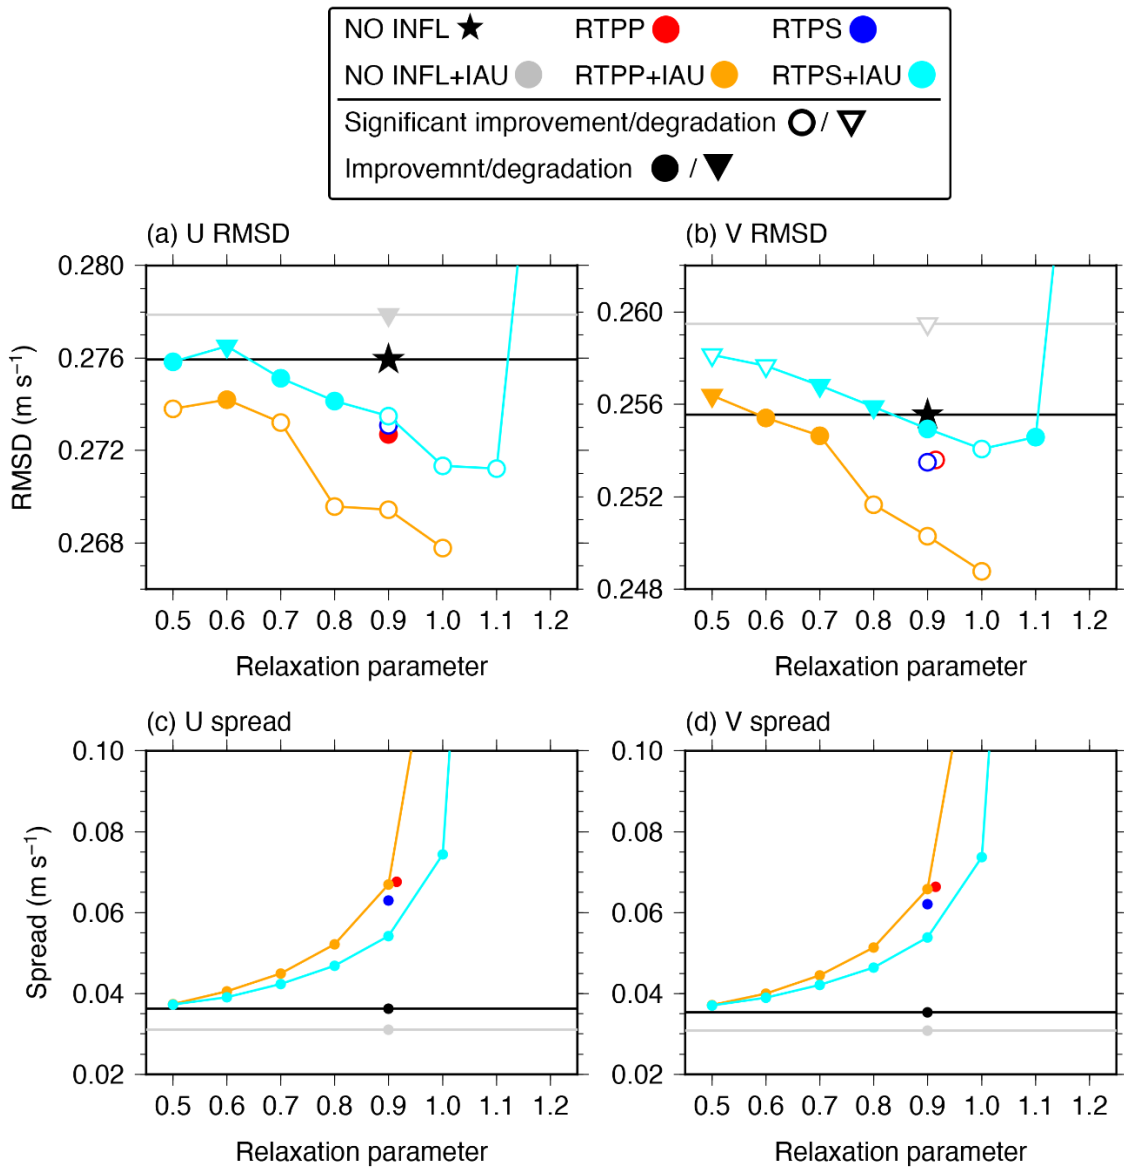 NO INFL RTPP RTPS
NO INFL+IAU RTPP+IAU RTPS+IAU
Significant improvement/degradation /
Improvemnt/degradation /
(a) U RMSD
0.280
0.276
0.272
0.268
RMSD (m s⁻¹)
0.5 0.6 0.7 0.8 0.9 1.0 1.1 1.2
Relaxation parameter
(b) V RMSD
0.260
0.256
0.252
0.248
0.5 0.6 0.7 0.8 0.9 1.0 1.1 1.2
Relaxation parameter
(c) U spread
0.10
0.08
0.06
0.04
0.02
Spread (m s⁻¹)
0.5 0.6 0.7 0.8 0.9 1.0 1.1 1.2
Relaxation parameter
(d) V spread
0.10
0.08
0.06
0.04
0.02
0.5 0.6 0.7 0.8 0.9 1.0 1.1 1.2
Relaxation parameter